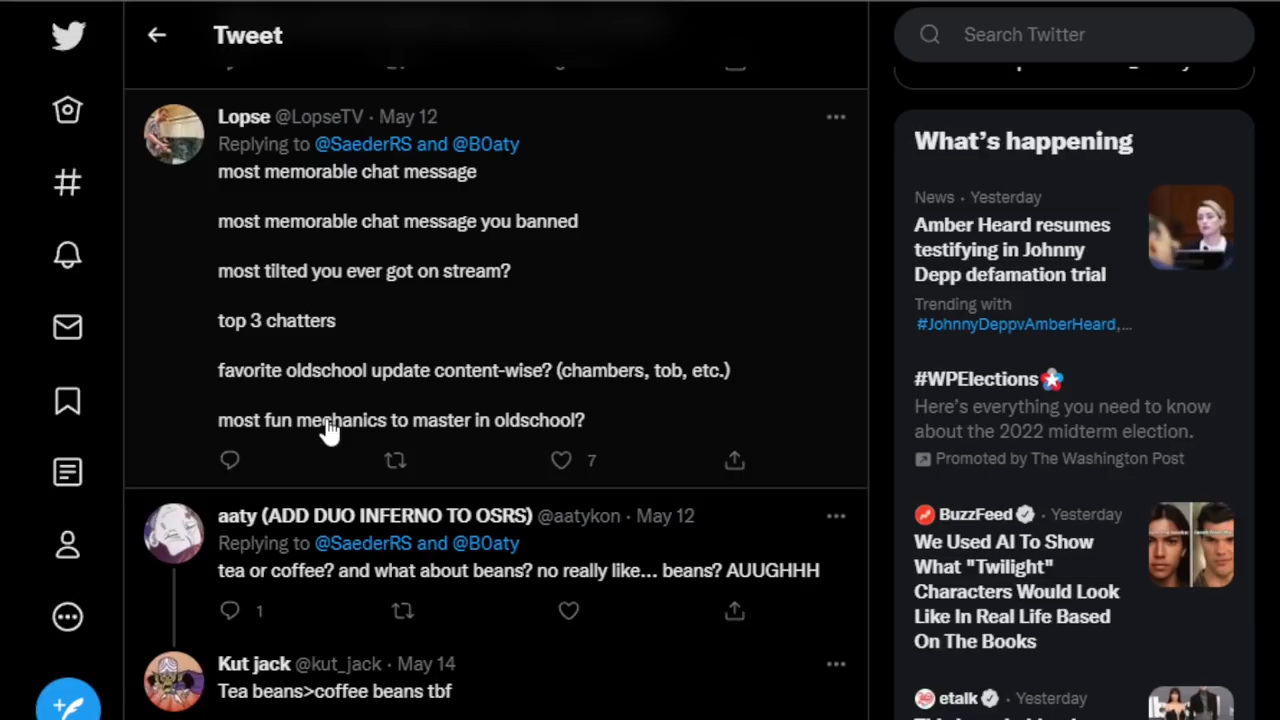 Tweet
Search Twitter
Lopse @LopseTV · May 12
Replying to @SaederRS and @B0aty
most memorable chat message
most memorable chat message you banned
most tilted you ever got on stream?
top 3 chatters
favorite oldschool update content-wise? (chambers, tob, etc.)
most fun mechanics to master in oldschool?
7
aaty (ADD DUO INFERNO TO OSRS) @aatykon · May 12
Replying to @SaederRS and @B0aty
tea or coffee? and what about beans? no really like... beans? AUUGHHH
1
Kut jack @kut_jack · May 14
Tea beans>coffee beans tbf
What's happening
News · Yesterday
Amber Heard resumes
testifying in Johnny
Depp defamation trial
Trending with
#JohnnyDeppvAmberHeard,...
#WPElections
Here's everything you need to know
about the 2022 midterm election.
Promoted by The Washington Post
BuzzFeed · Yesterday
We Used AI To Show
What "Twilight"
Characters Would Look
Like In Real Life Based
On The Books
etalk · Yesterday